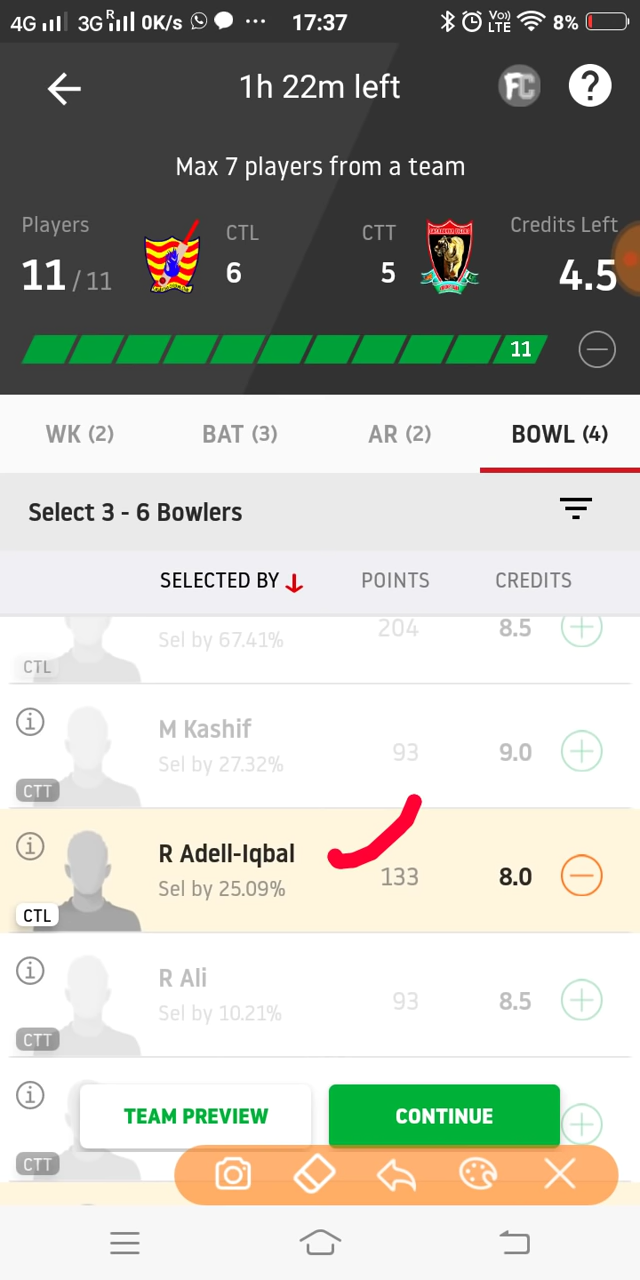 4G 3G R 0K/s ... 17:37 Vo) LTE 8%
1h 22m left FC ?
Max 7 players from a team
Players CTL CTT Credits Left
11 / 11 6 5 4.5
11
WK (2) BAT (3) AR (2) BOWL (4)
Select 3 - 6 Bowlers
SELECTED BY POINTS CREDITS
Sel by 67.41% 204 8.5
CTL
M Kashif
Sel by 27.32% 93 9.0
CTT
R Adell-Iqbal
Sel by 25.09% 133 8.0
CTL
R Ali
Sel by 10.21% 93 8.5
CTT
TEAM PREVIEW CONTINUE
CTT